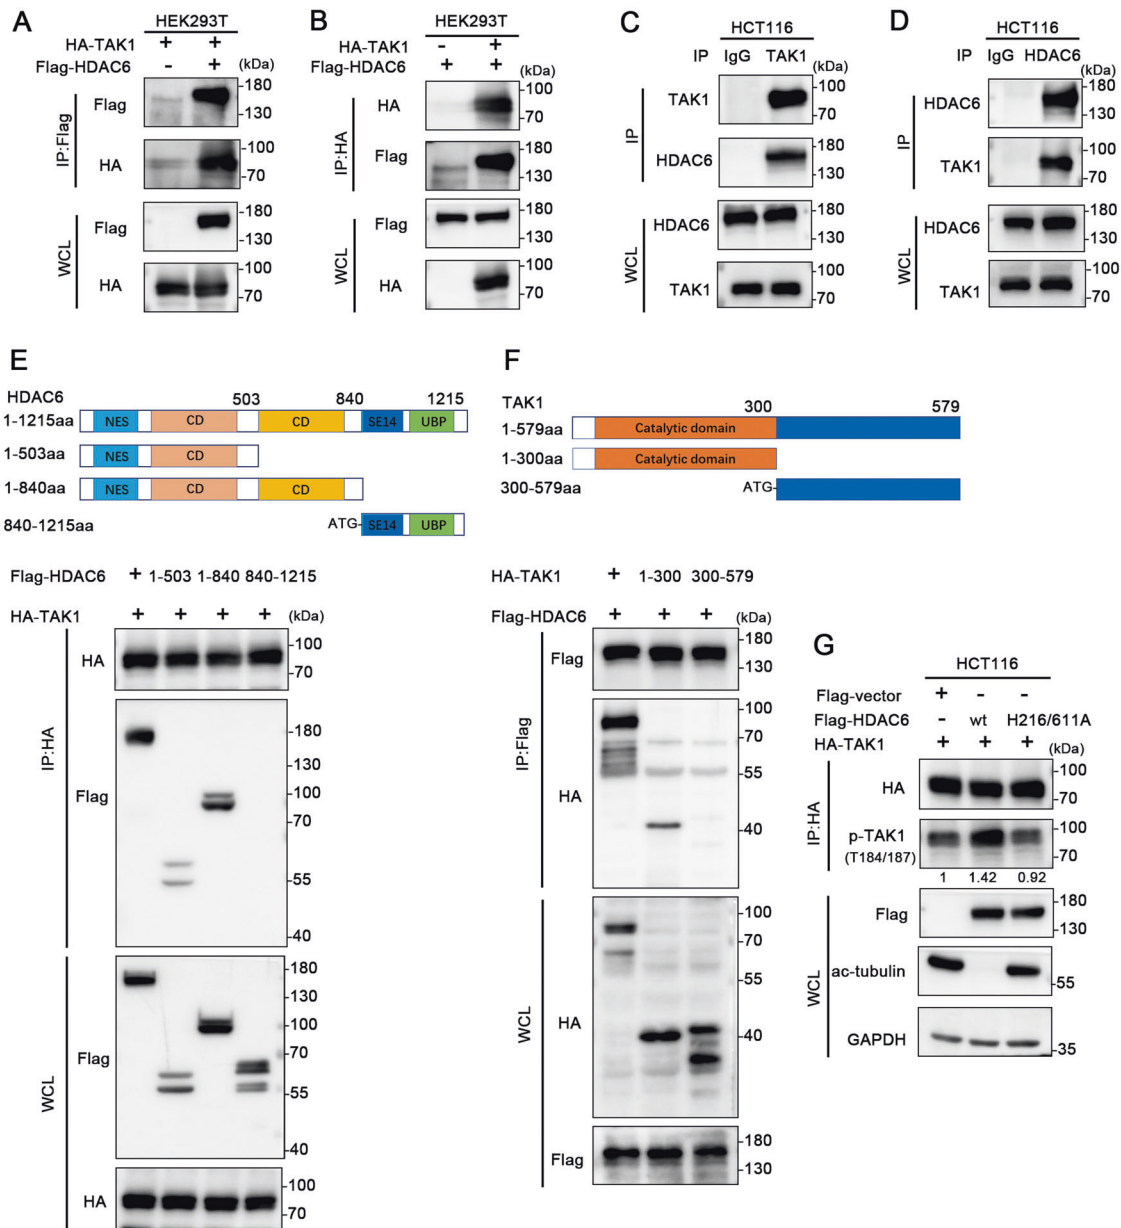 A
HEK293T
HA-TAK1 + +
Flag-HDAC6 - + (kDa)
IP:Flag
Flag
-180
-130
HA
-100
-70
WCL
Flag
-180
-130
HA
-100
-70
B
HEK293T
HA-TAK1 - +
Flag-HDAC6 + + (kDa)
IP:HA
HA
-100
-70
Flag
-180
-130
WCL
Flag
-180
-130
HA
-100
-70
C
HCT116
IP IgG TAK1 (kDa)
IP
TAK1
-100
-70
HDAC6
-180
-130
WCL
HDAC6
-180
-130
TAK1
-100
-70
D
HCT116
IP IgG HDAC6 (kDa)
IP
HDAC6
-180
-130
TAK1
-100
-70
WCL
HDAC6
-180
-130
TAK1
-100
-70
E
HDAC6 503 840 1215
1-1215aa NES CD CD SE14 UBP
1-503aa NES CD
1-840aa NES CD CD
840-1215aa ATG- SE14 UBP
Flag-HDAC6 + 1-503 1-840 840-1215
HA-TAK1 + + + + (kDa)
IP:HA
HA
-100
-70
Flag
-180
-130
-100
-70
-55
-40
WCL
Flag
-180
-130
-100
-70
-55
-40
HA
-100
-70
F
TAK1 300 579
1-579aa Catalytic domain
1-300aa Catalytic domain
300-579aa ATG-
HA-TAK1 + 1-300 300-579
Flag-HDAC6 + + + (kDa)
IP:Flag
Flag
-180
-130
HA
-100
-70
-55
-40
WCL
HA
-100
-70
-55
-40
Flag
-180
-130
G
HCT116
Flag-vector + - -
Flag-HDAC6 - wt H216/611A
HA-TAK1 + + + (kDa)
IP:HA
HA
-100
-70
p-TAK1
(T184/187)
-100
-70
1 1.42 0.92
WCL
Flag
-180
-130
ac-tubulin
-55
GAPDH
-35